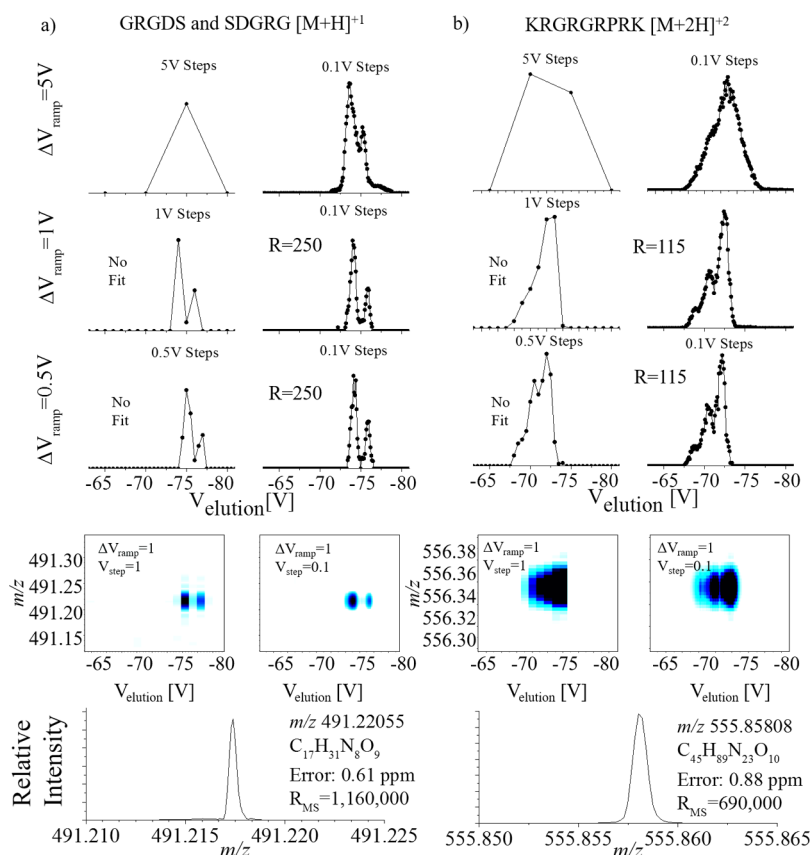 a) GRGDS and SDGRG [M+H]⁺¹
b) KRGRGRPRK [M+2H]⁺²
ΔVramp=5V
5V Steps
0.1V Steps
5V Steps
0.1V Steps
ΔVramp=1V
1V Steps
No
Fit
0.1V Steps
R=250
1V Steps
No
Fit
0.1V Steps
R=115
ΔVramp=0.5V
0.5V Steps
No
Fit
0.1V Steps
R=250
0.5V Steps
No
Fit
0.1V Steps
R=115
-65 -70 -75 -80 -65 -70 -75 -80 -65 -70 -75 -80 -65 -70 -75 -80
Velution[V]
Velution[V]
m/z
491.30
491.25
491.20
491.15
ΔVramp=1
Vstep=1
ΔVramp=1
Vstep=0.1
m/z
556.38
556.36
556.34
556.32
556.30
ΔVramp=1
Vstep=1
ΔVramp=1
Vstep=0.1
-65 -70 -75 -80 -65 -70 -75 -80 -65 -70 -75 -80 -65 -70 -75 -80
Velution [V] Velution [V] Velution [V] Velution [V]
Relative
Intensity
m/z 491.22055
C₁₇H₃₁N₈O₉
Error: 0.61 ppm
RMS=1,160,000
491.210 491.215 491.220 491.225
m/z
m/z 555.85808
C₄₅H₈₉N₂₃O₁₀
Error: 0.88 ppm
RMS=690,000
555.850 555.855 555.860 555.865
m/z